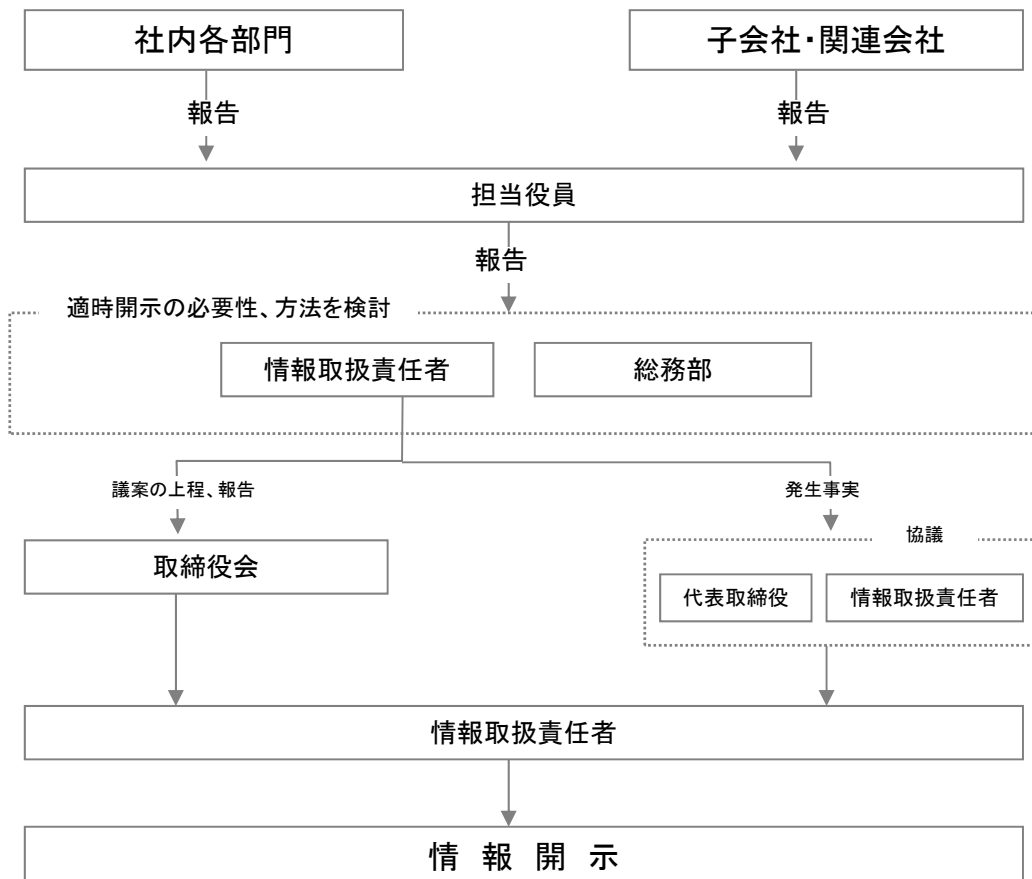 社内各部門
子会社・関連会社
報告
報告
担当役員
報告
適時開示の必要性、方法を検討
情報取扱責任者
総務部
議案の上程、報告
発生事実
取締役会
協議
代表取締役
情報取扱責任者
情報取扱責任者
情 報 開 示